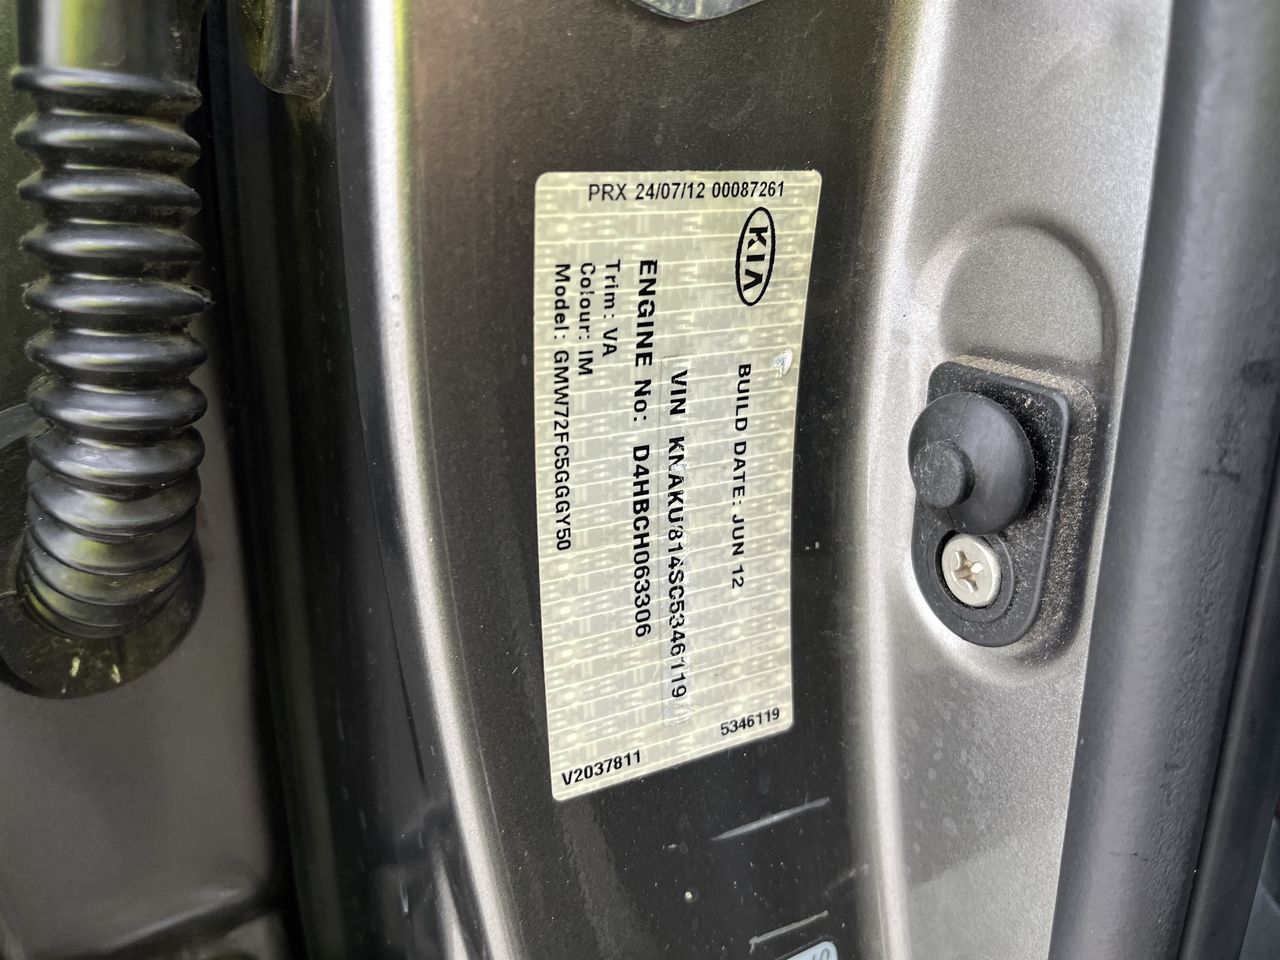 PRX 24/07/12 00087261
KIA
BUILD DATE: JUN 12
VIN KNAKU814SC5346119
ENGINE No: D4HBCH063306
Trim: VA
Colour: IM
Model: GMW72FC5GGGY50
V2037811
5346119